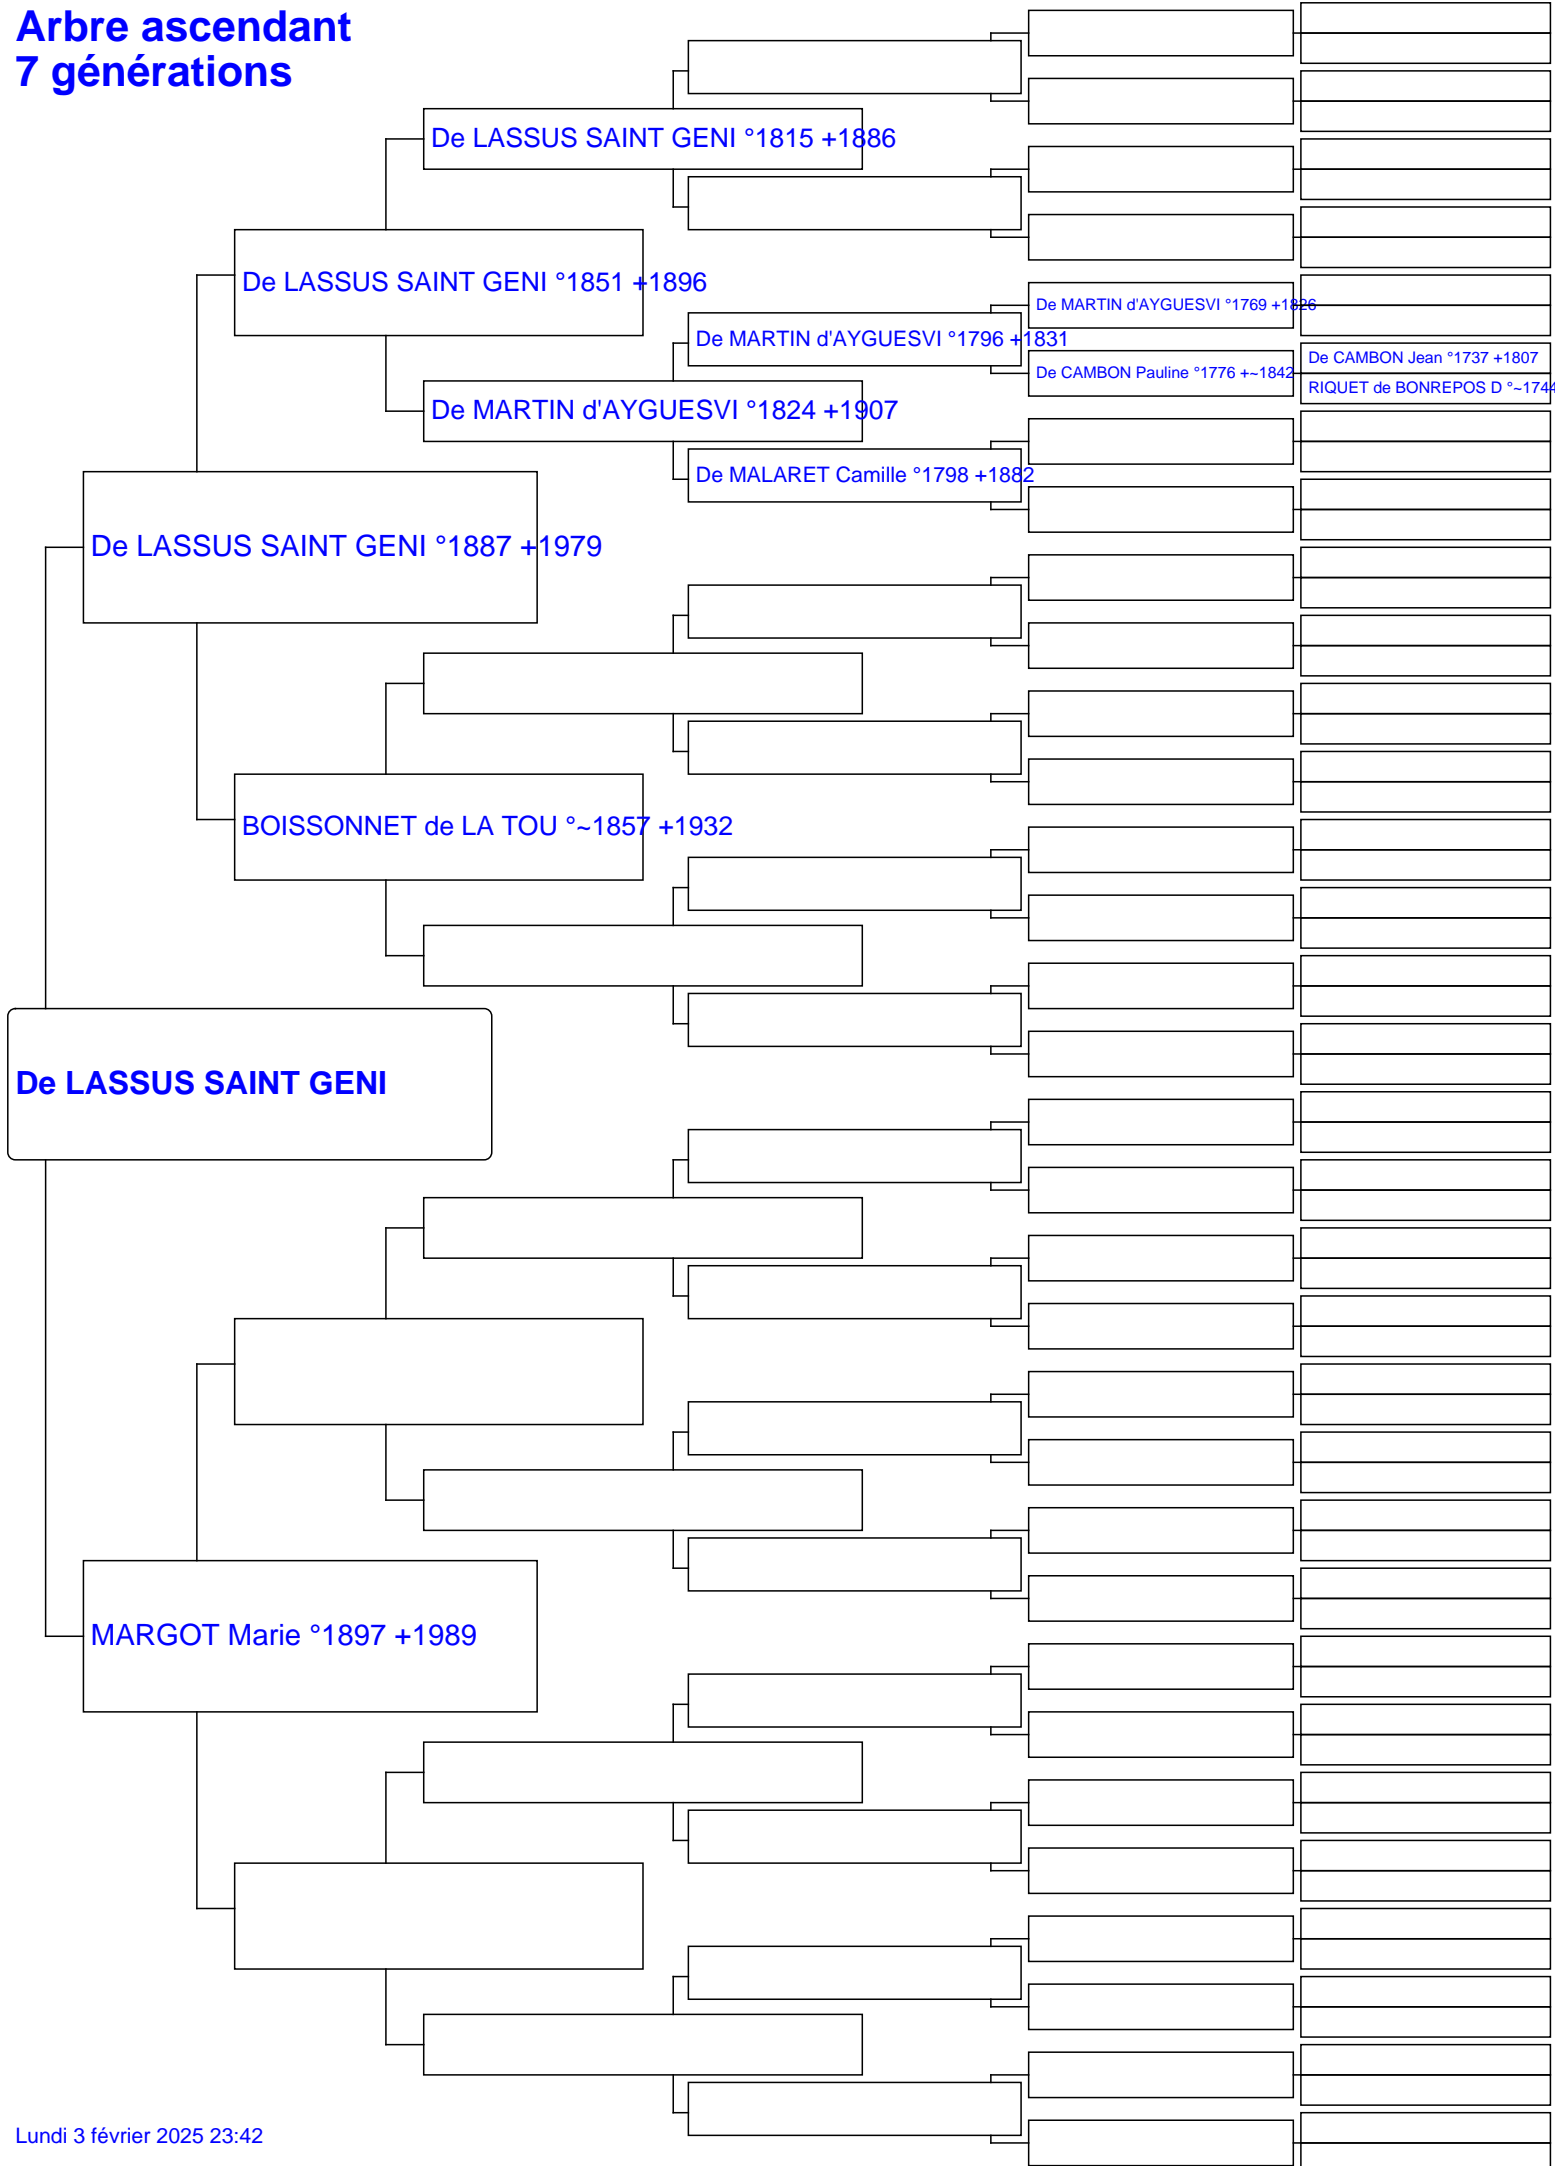 Arbre ascendant
7 générations
De LASSUS SAINT GENI °1815 +1886
De LASSUS SAINT GENI °1851 +1896
De MARTIN d'AYGUESVI °1769 +1826
De MARTIN d'AYGUESVI °1796 +1831
De CAMBON Jean °1737 +1807
De CAMBON Pauline °1776 +~1842
RIQUET de BONREPOS D °~1744
De MARTIN d'AYGUESVI °1824 +1907
De MALARET Camille °1798 +1882
De LASSUS SAINT GENI °1887 +1979
BOISSONNET de LA TOU °~1857 +1932
De LASSUS SAINT GENI
MARGOT Marie °1897 +1989
Lundi 3 février 2025 23:42